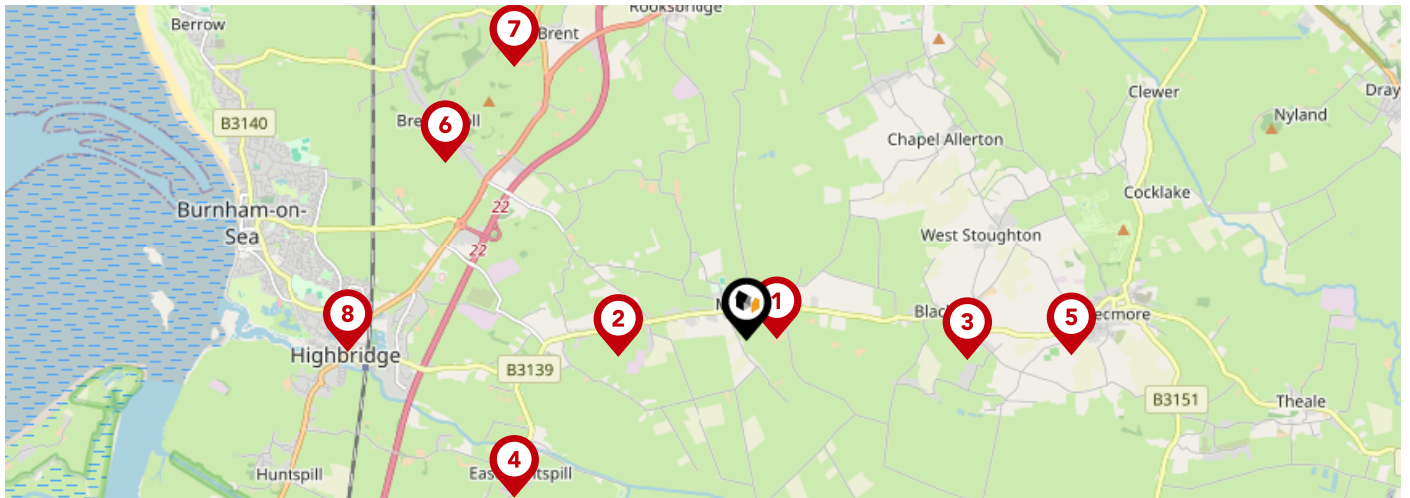 Rooksbridge
Berrow
7
Brent
Clewer
Dray
B3140
6
Nyland
Chapel Allerton
Cocklake
Burnham-on-
Sea
22
West Stoughton
22
8
2
1
3
5
Highbridge
B3139
B3151
Theale
4
Huntspill